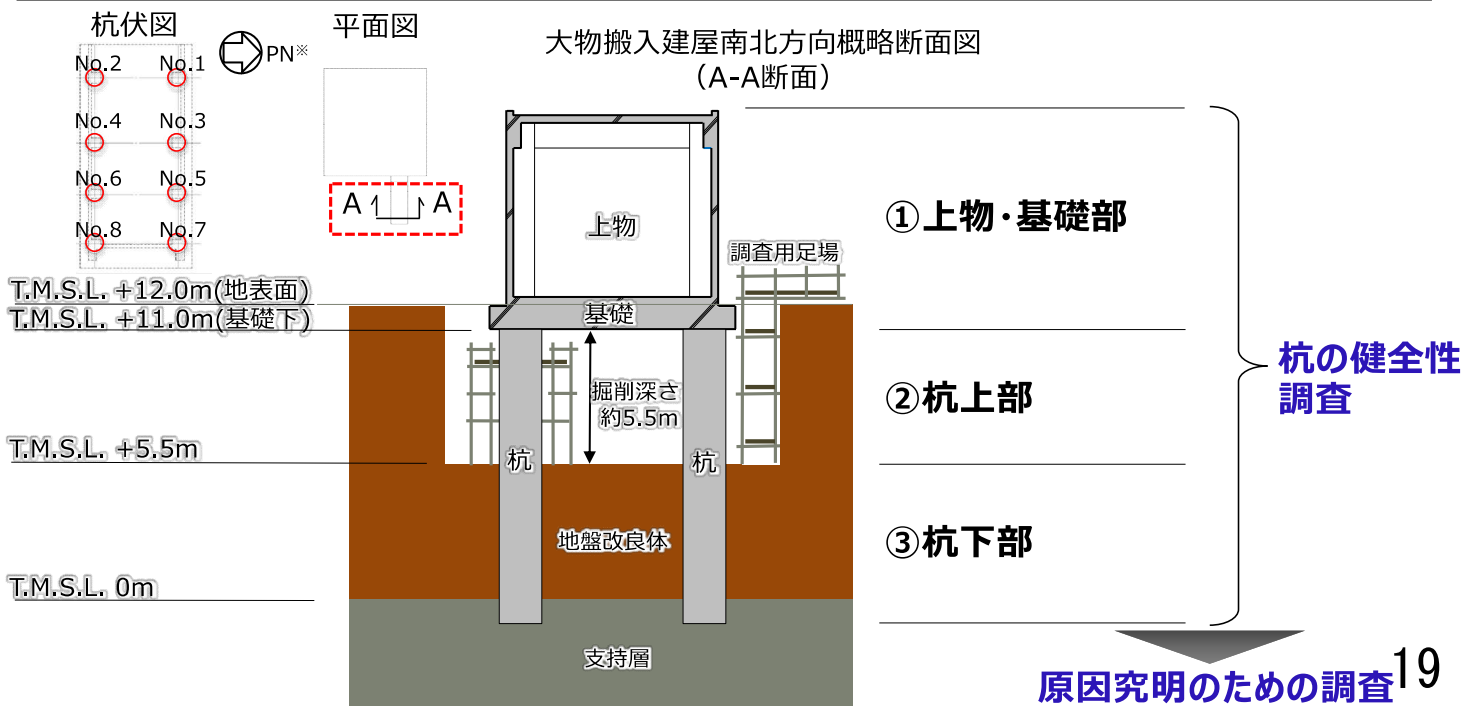 杭伏図
No.2
No.1
No.4
No.3
No.6
No.5
No.8
No.7
PN※
平面図
A
A
大物搬入建屋南北方向概略断面図
（A-A断面）
上物
調査用足場
基礎
掘削深さ
約5.5m
杭
杭
地盤改良体
支持層
T.M.S.L. +12.0m(地表面)
T.M.S.L. +11.0m(基礎下)
T.M.S.L. +5.5m
T.M.S.L. 0m
①上物･基礎部
②杭上部
③杭下部
杭の健全性
調査
原因究明のための調査
19